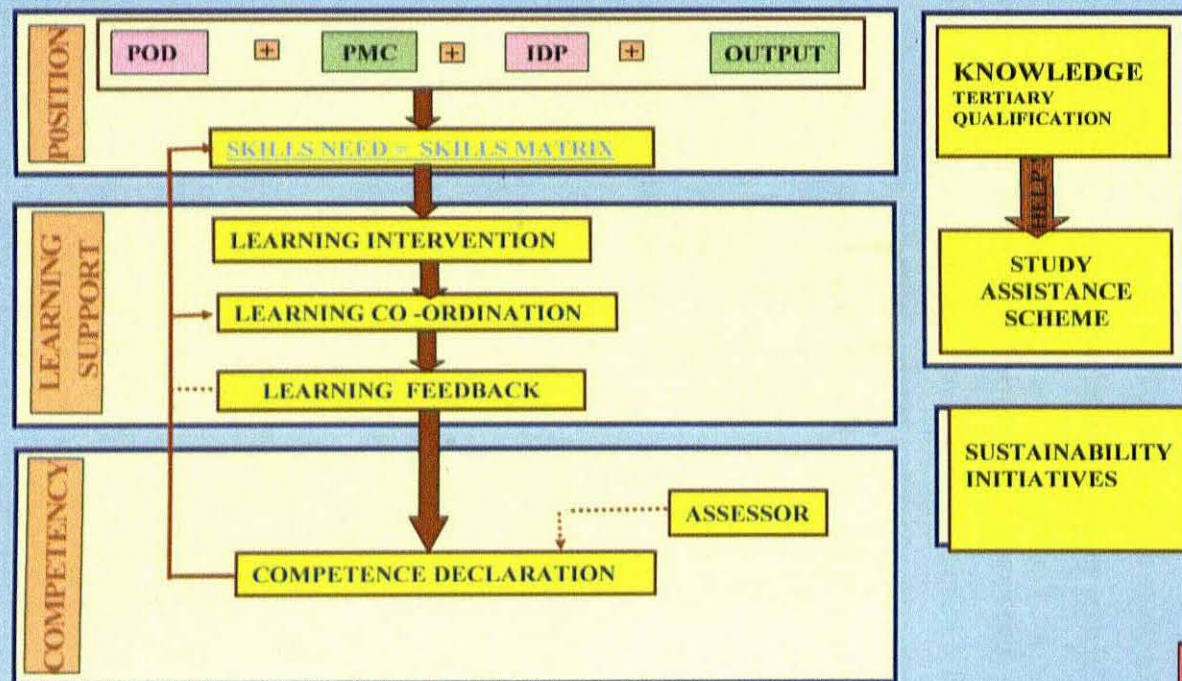 POSITION
POD + PMC + IDP + OUTPUT
SKILLS NEED = SKILLS MATRIX
LEARNING
SUPPORT
LEARNING INTERVENTION
LEARNING CO -ORDINATION
LEARNING FEEDBACK
COMPETENCY
ASSESSOR
COMPETENCE DECLARATION
KNOWLEDGE
TERTIARY
QUALIFICATION
HELP
STUDY
ASSISTANCE
SCHEME
SUSTAINABILITY
INITIATIVES